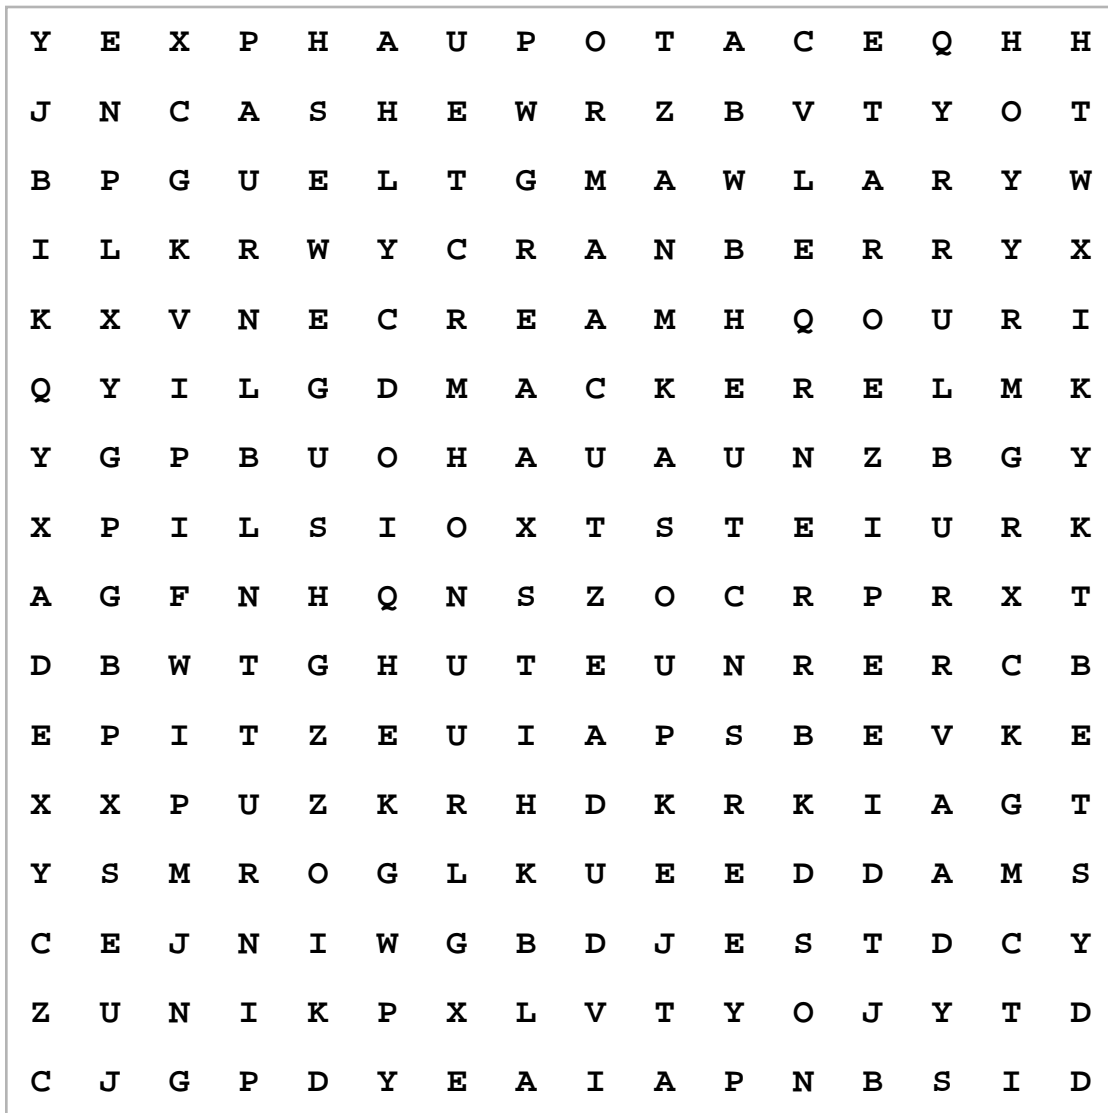 Y E X P H A U P O T A C E Q H H
J N C A S H E W R Z B V T Y O T
B P G U E L T G M A W L A R Y W
I L K R W Y C R A N B E R R Y X
K X V N E C R E A M H Q O U R I
Q Y I L G D M A C K E R E L M K
Y G P B U O H A U A U N Z B G Y
X P I L S I O X T S T E I U R K
A G F N H Q N S Z O C R P R X T
D B W T G H U T E U N R E R C B
E P I T Z E U I A P S B E V K E
X X P U Z K R H D K R K I A G T
Y S M R O G L K U E E D D A M S
C E J N I W G B D J E S T D C Y
Z U N I K P X L V T Y O J Y T D
C J G P D Y E A I A P N B S I D